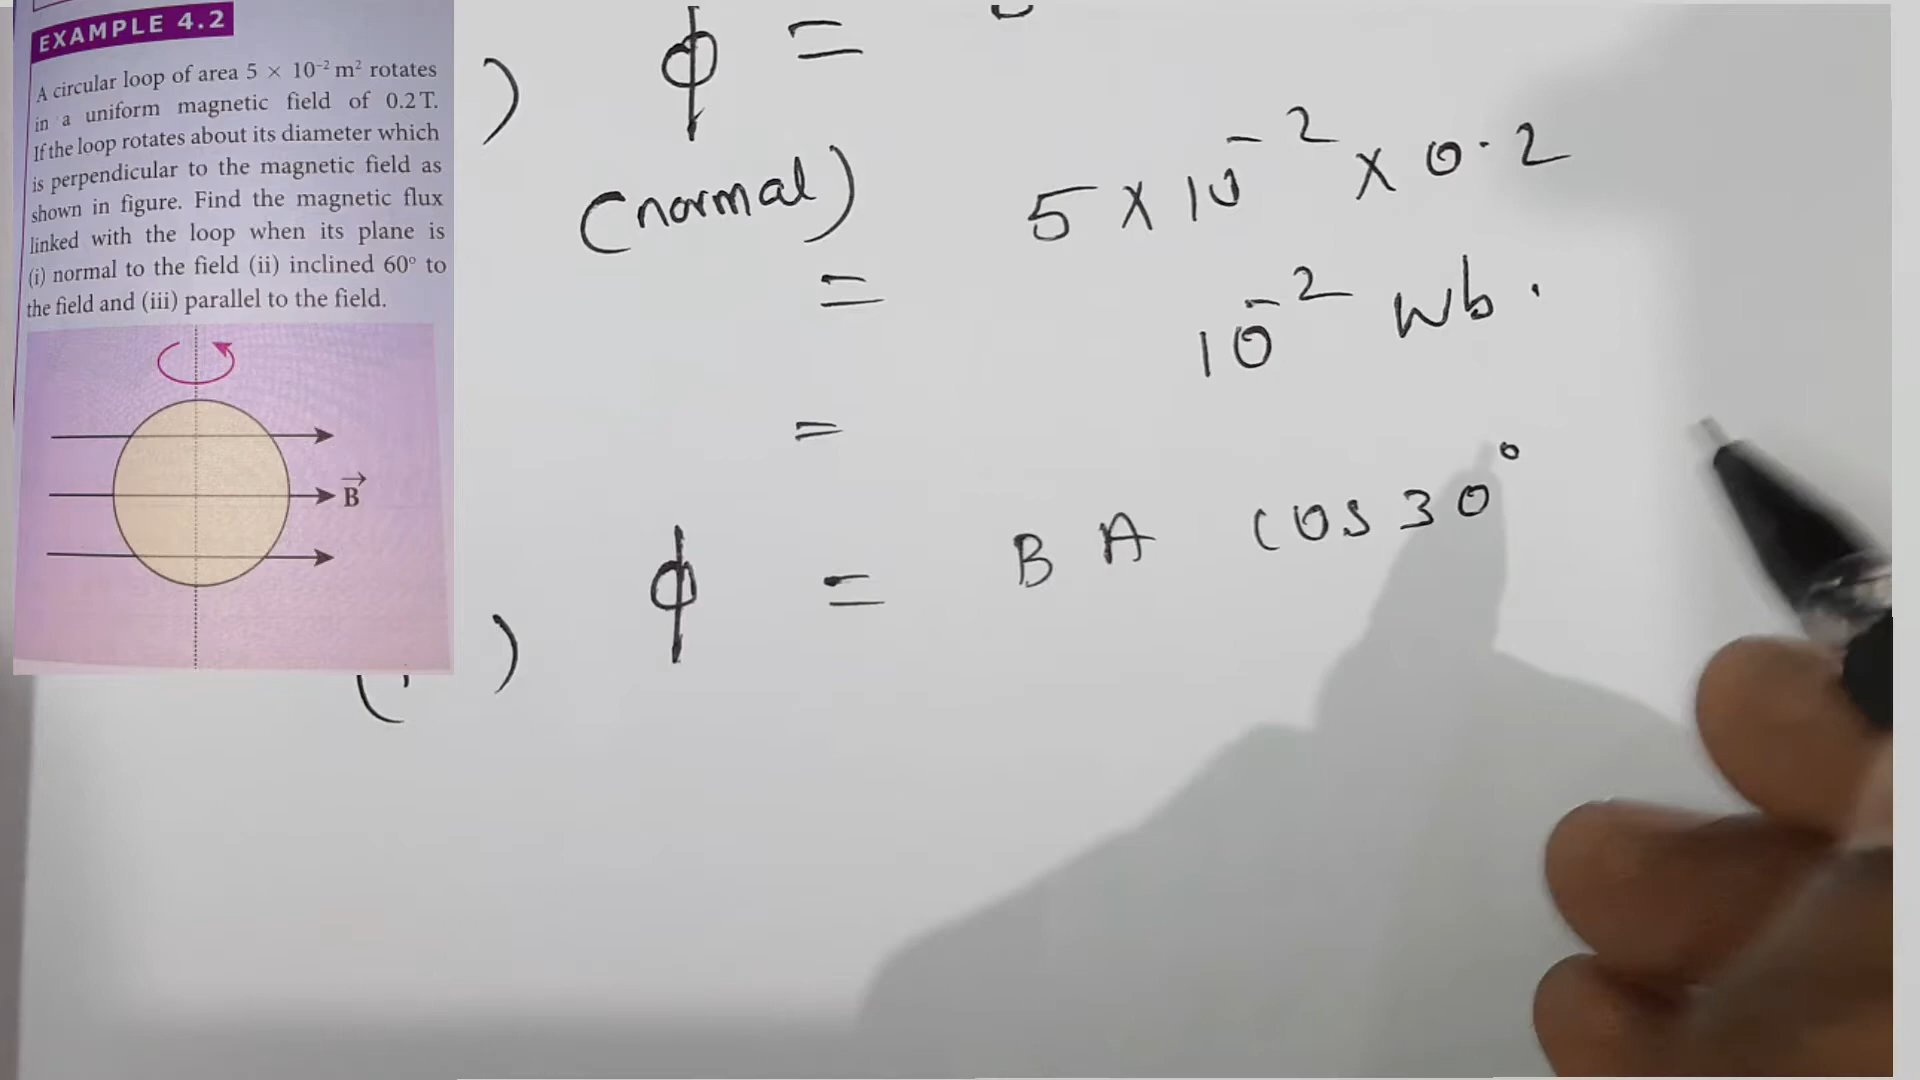 EXAMPLE 4.2
A circular loop of area 5 × 10⁻² m² rotates
in a uniform magnetic field of 0.2 T.
If the loop rotates about its diameter which
is perpendicular to the magnetic field as
shown in figure. Find the magnetic flux
linked with the loop when its plane is
(i) normal to the field (ii) inclined 60° to
the field and (iii) parallel to the field.
B⃗
) ϕ =
(normal) 5 × 10⁻² × 0.2
= 10⁻² Wb.
=
) ϕ = B A cos 30°
(